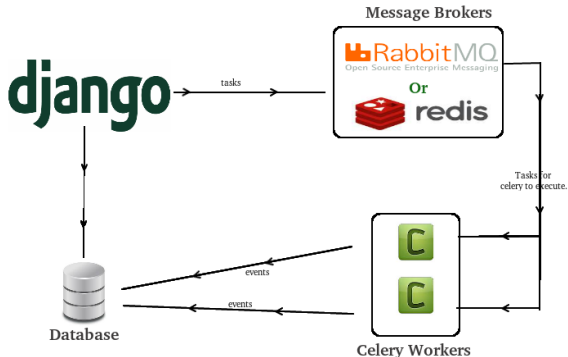 Message Brokers
RabbitMQ
Open Source Enterprise Messaging
django
tasks
Or
redis
Tasks for
celery to execute.
C
events
C
events
Database
Celery Workers